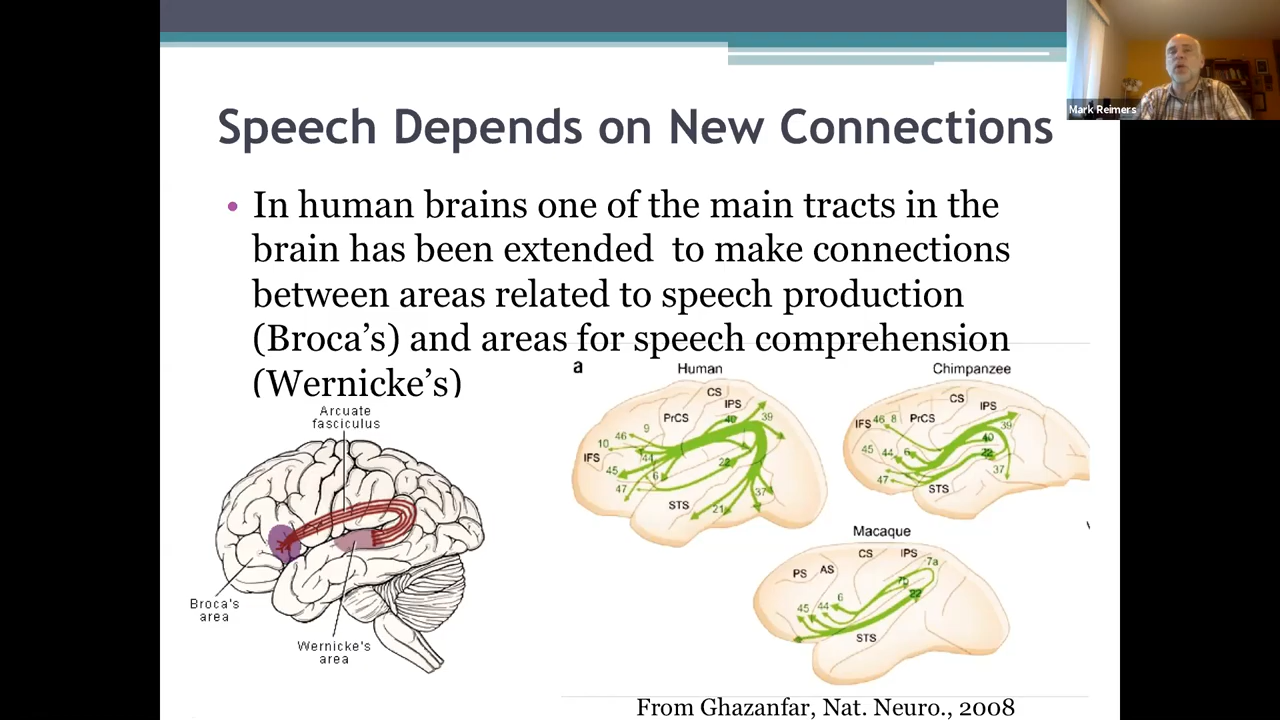 Mark Reimers
Speech Depends on New Connections
• In human brains one of the main tracts in the
brain has been extended to make connections
between areas related to speech production
(Broca’s) and areas for speech comprehension
(Wernicke’s)
Arcuate
fasciculus
Broca's
area
Wernicke's
area
a
Human
CS
IPS
PrCS
40
39
9
46
10
IFS
44
45
6
47
22
STS
21
37
Chimpanzee
CS
IPS
IFS 46 8 PrCS
39
40
45 44 6
22
37
47
STS
Macaque
CS IPS
7a
PS AS
7b
22
6
45 44
STS
From Ghazanfar, Nat. Neuro., 2008